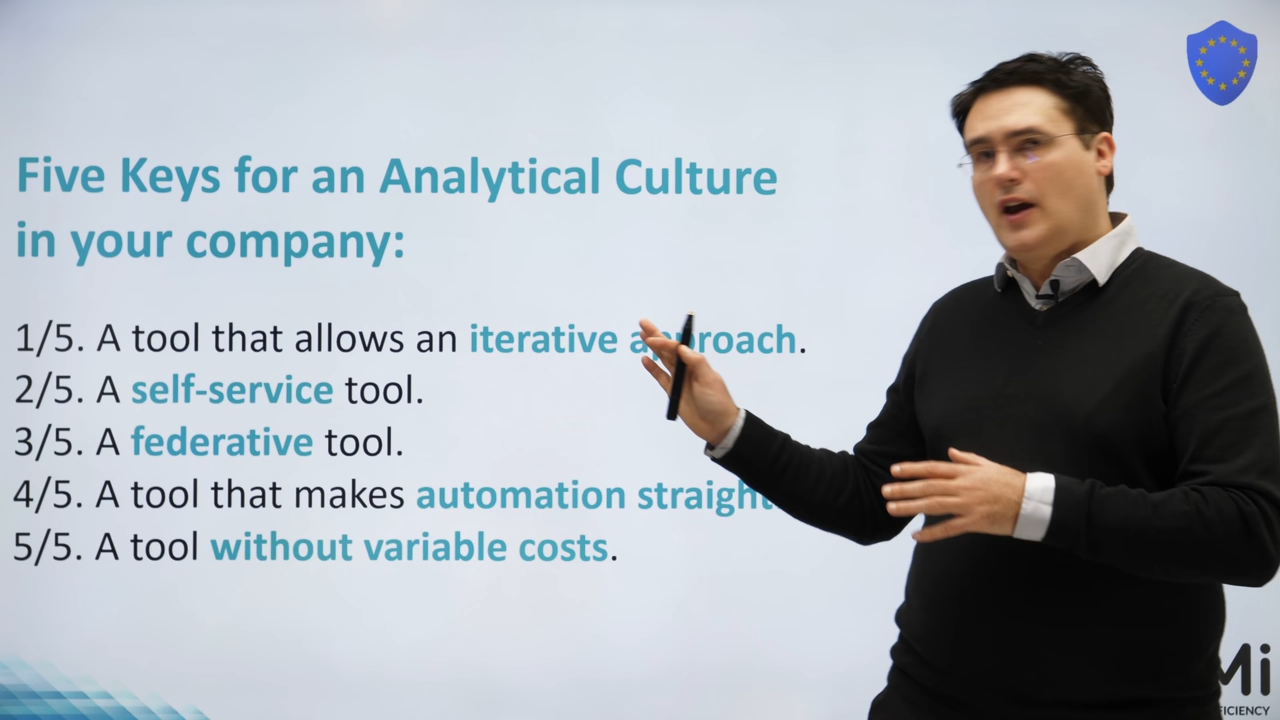 Five Keys for an Analytical Culture
in your company:
1/5. A tool that allows an iterative approach.
2/5. A self-service tool.
3/5. A federative tool.
4/5. A tool that makes automation
5/5. A tool without variable costs.